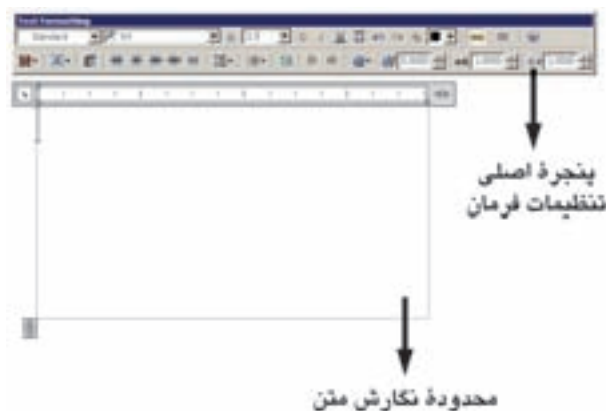 Text Formatting
Standard
پنجرهٔ اصلی
تنظیمات فرمان
محدودهٔ نگارش متن